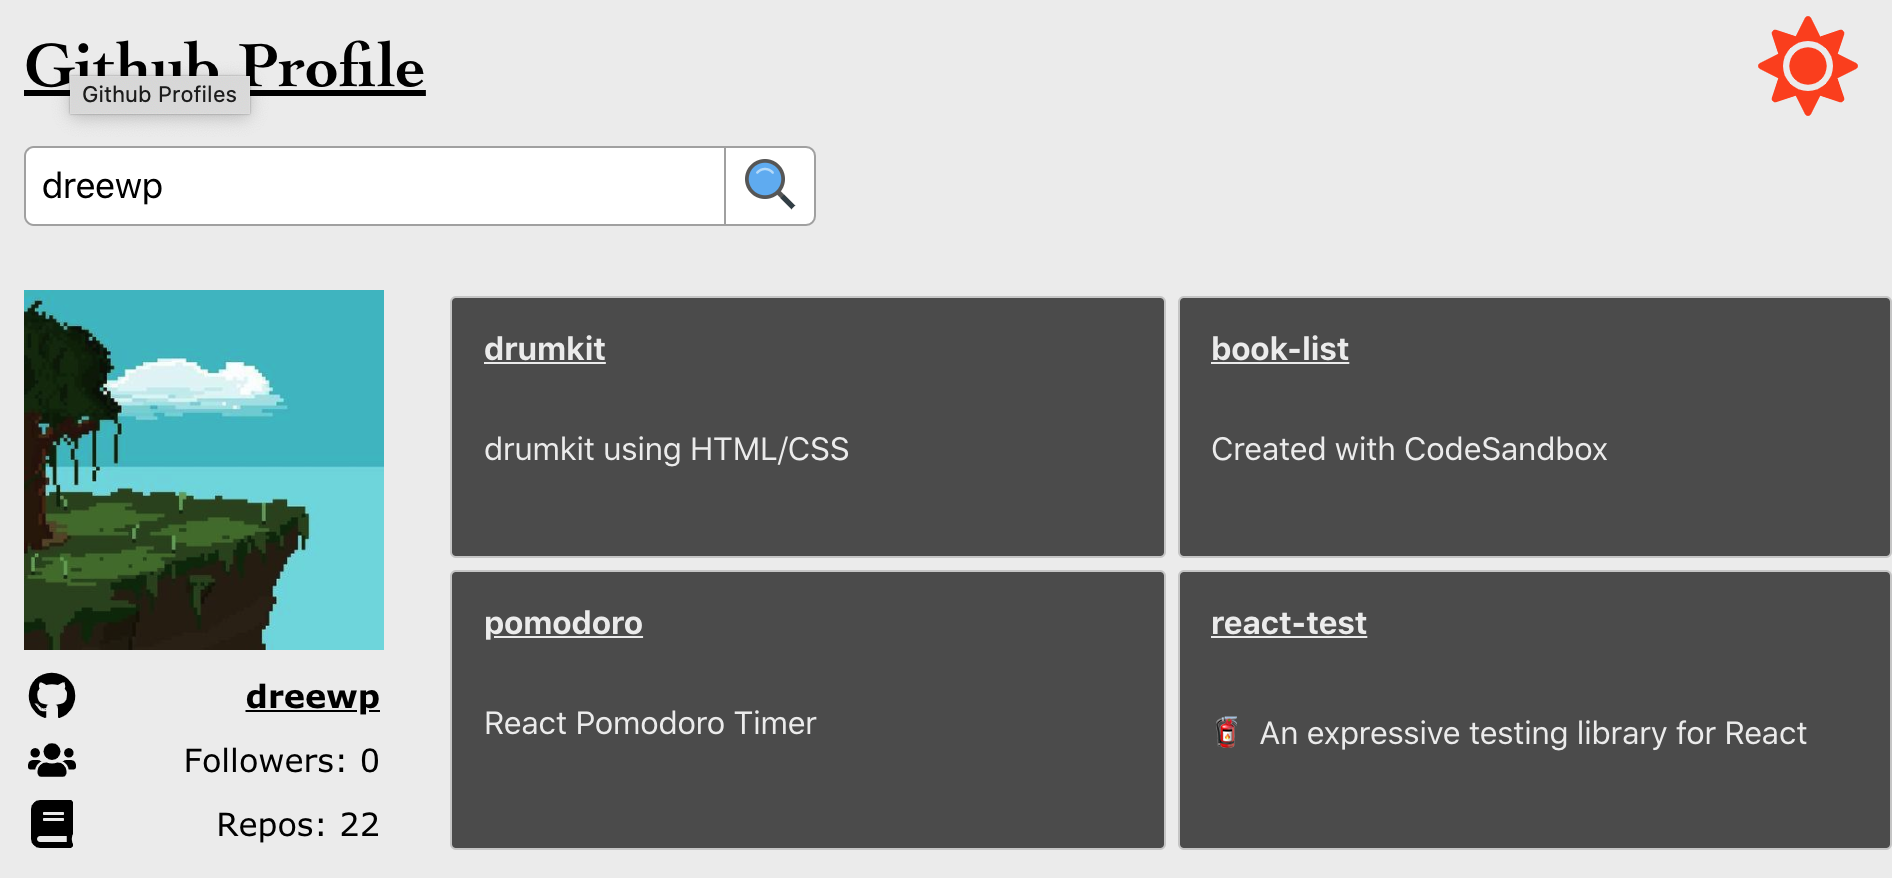 Github Profile
Github Profiles
dreewp
drumkit
drumkit using HTML/CSS
book-list
Created with CodeSandbox
pomodoro
React Pomodoro Timer
react-test
🧯 An expressive testing library for React
dreewp
Followers: 0
Repos: 22